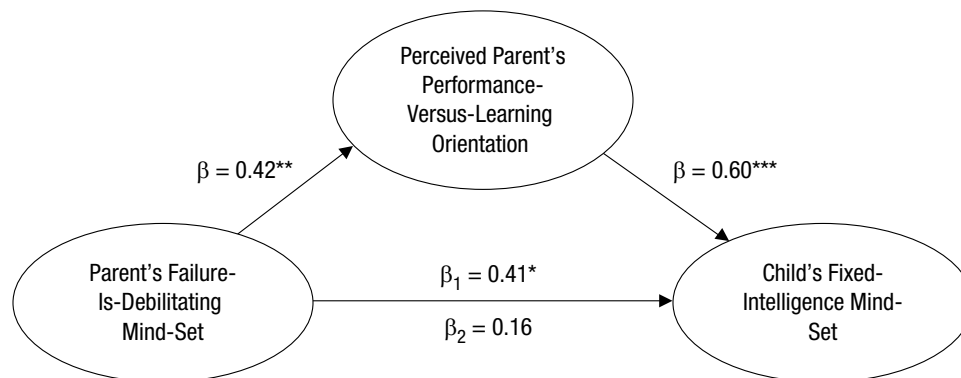 Perceived Parent's
Performance-
Versus-Learning
Orientation
β = 0.42**
β = 0.60***
Parent's Failure-
Is-Debilitating
Mind-Set
β₁ = 0.41*
β₂ = 0.16
Child's Fixed-
Intelligence Mind-
Set